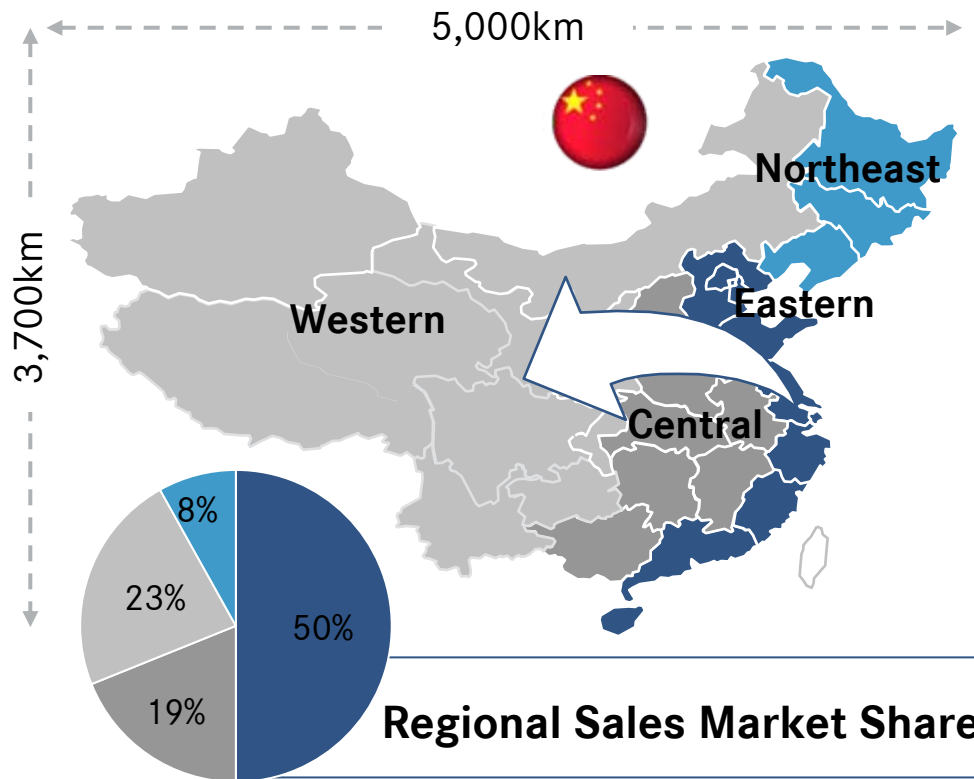 5,000km
3,700km
Northeast
Eastern
Western
Central
8%
23%
50%
19%
Regional Sales Market Share